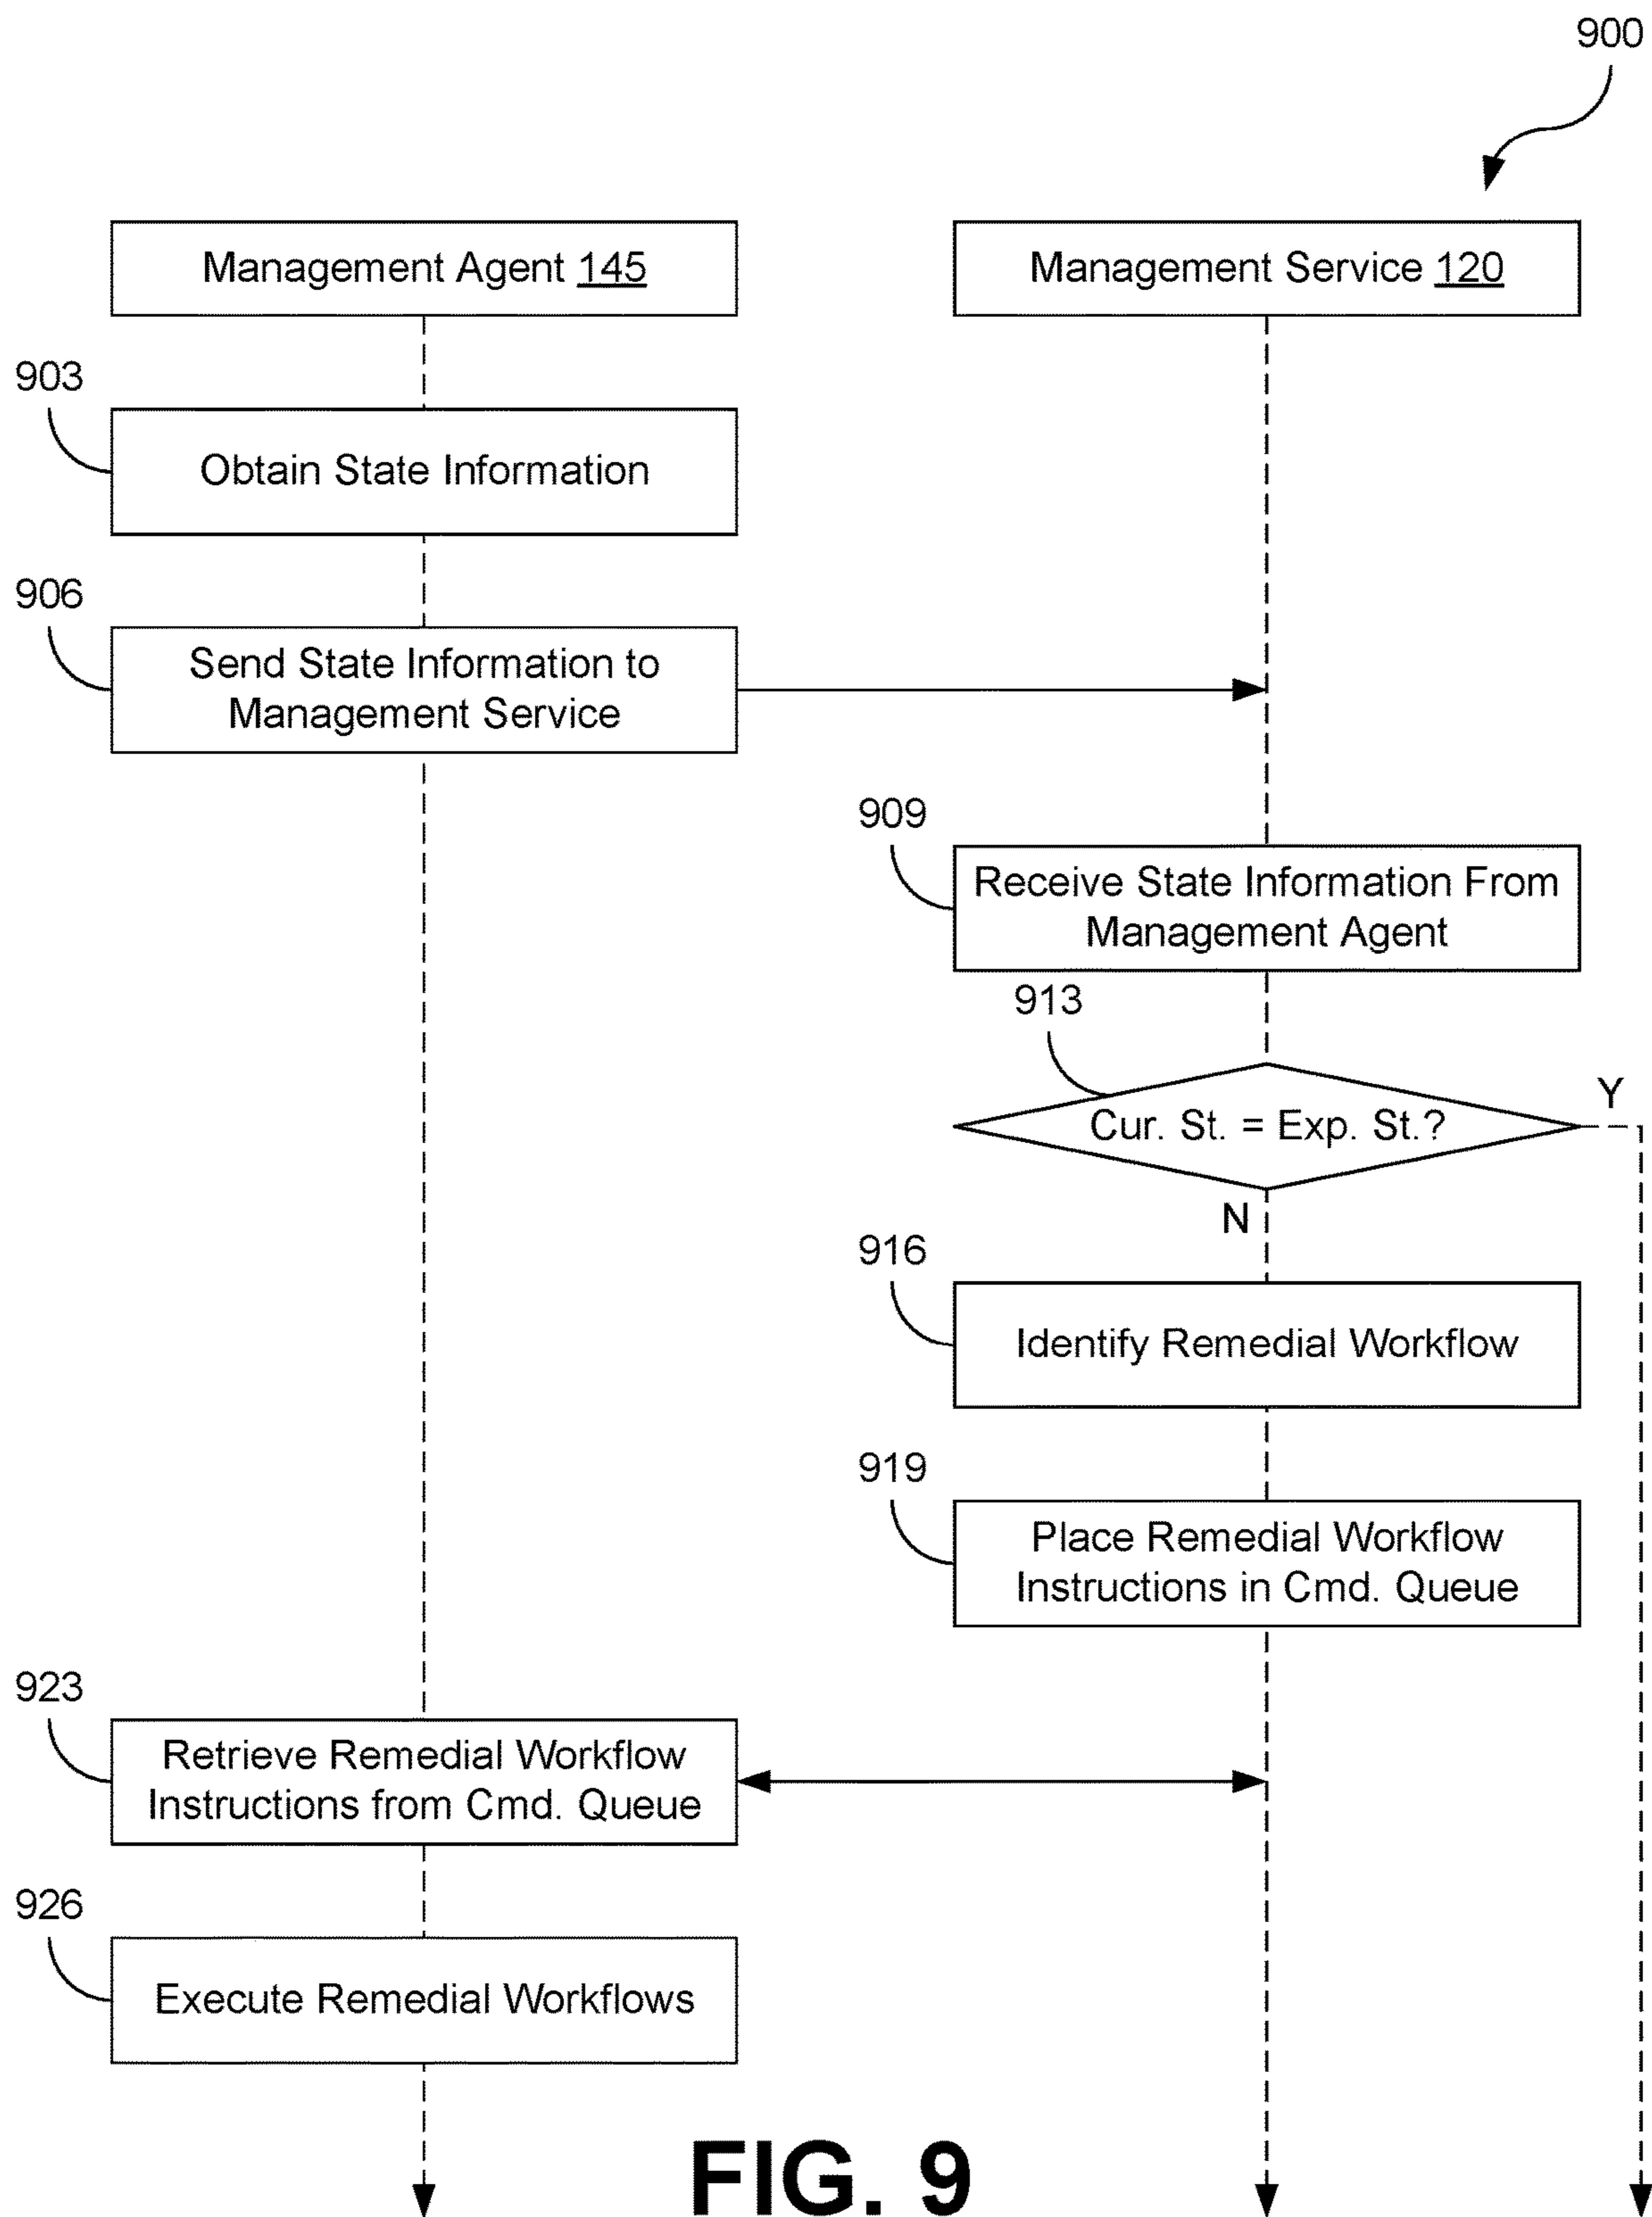 900
Management Agent 145
Management Service 120
903
Obtain State Information
906
Send State Information to
Management Service
909
Receive State Information From
Management Agent
913
Cur. St. = Exp. St.?
Y
N
916
Identify Remedial Workflow
919
Place Remedial Workflow
Instructions in Cmd. Queue
923
Retrieve Remedial Workflow
Instructions from Cmd. Queue
926
Execute Remedial Workflows
FIG. 9